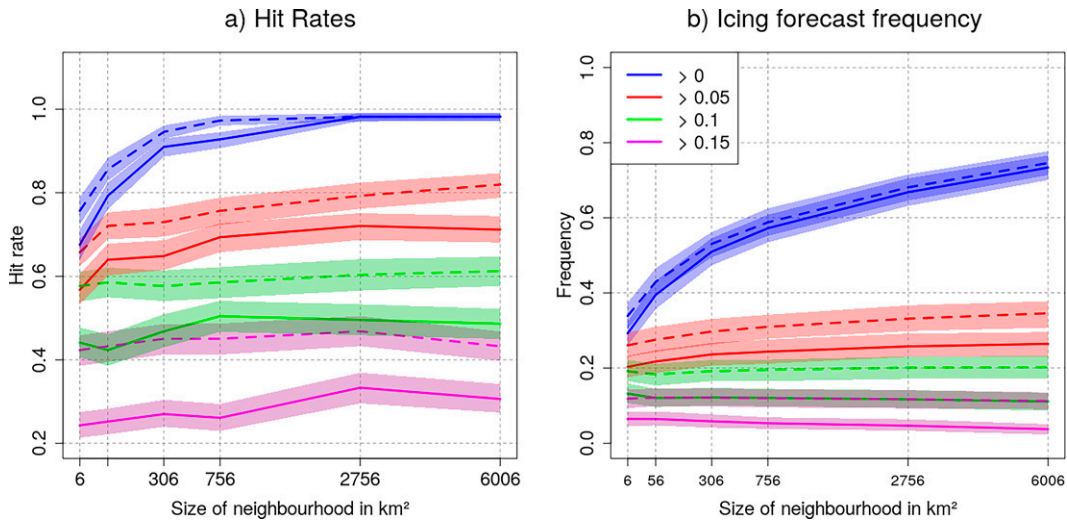 a) Hit Rates
Hit rate
1.0
0.8
0.6
0.4
0.2
6 306 756 2756 6006
Size of neighbourhood in km²
b) Icing forecast frequency
Frequency
1.0
0.8
0.6
0.4
0.2
0.0
> 0
> 0.05
> 0.1
> 0.15
6 56 306 756 2756 6006
Size of neighbourhood in km²